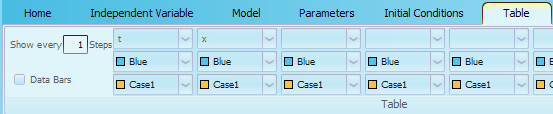 Home Independent Variable Model Parameters Initial Conditions Table
Show every 1 Steps t x
Blue Blue Blue Blue Blue Blue
Data Bars Case1 Case1 Case1 Case1 Case1 Case1
Table